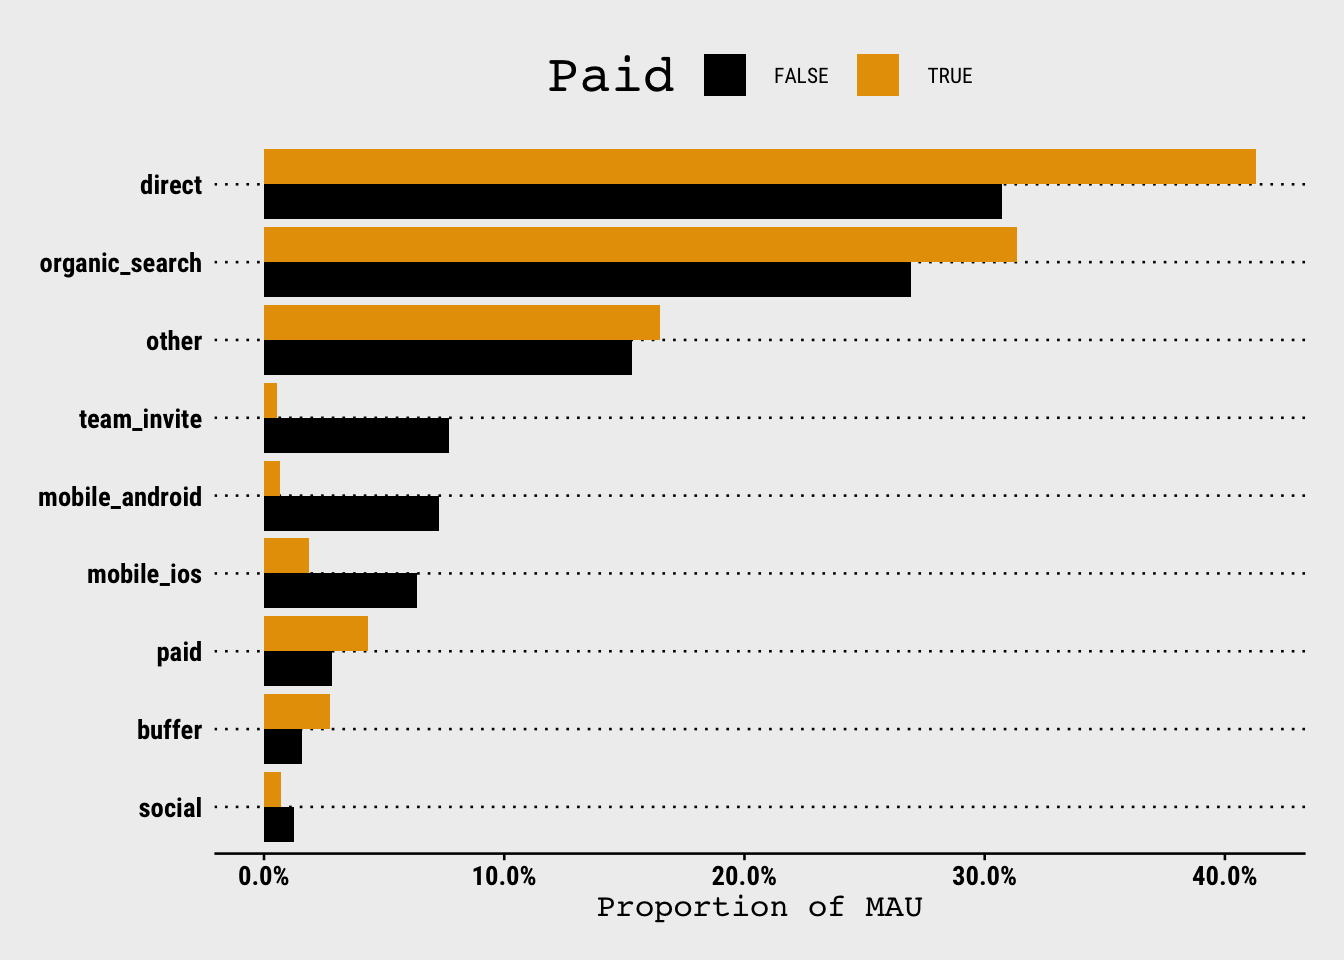 Paid FALSE TRUE
direct
organic_search
other
team_invite
mobile_android
mobile_ios
paid
buffer
social
0.0% 10.0% 20.0% 30.0% 40.0%
Proportion of MAU